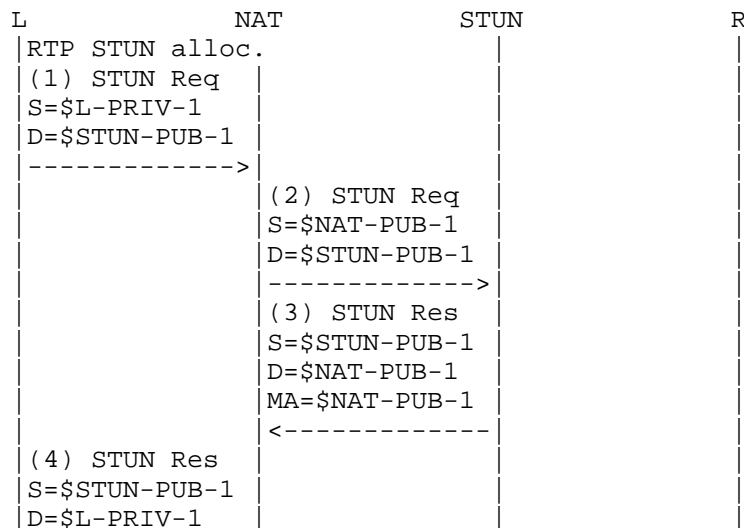 L             NAT           STUN             R
|RTP STUN alloc.              |              |
|(1) STUN Req  |              |              |
|S=$L-PRIV-1   |              |              |
|D=$STUN-PUB-1 |              |              |
|------------->|              |              |
|              |(2) STUN Req  |              |
|              |S=$NAT-PUB-1  |              |
|              |D=$STUN-PUB-1 |              |
|              |------------->|              |
|              |(3) STUN Res  |              |
|              |S=$STUN-PUB-1 |              |
|              |D=$NAT-PUB-1  |              |
|              |MA=$NAT-PUB-1 |              |
|              |<-------------|              |
|(4) STUN Res  |              |              |
|S=$STUN-PUB-1 |              |              |
|D=$L-PRIV-1   |              |              |